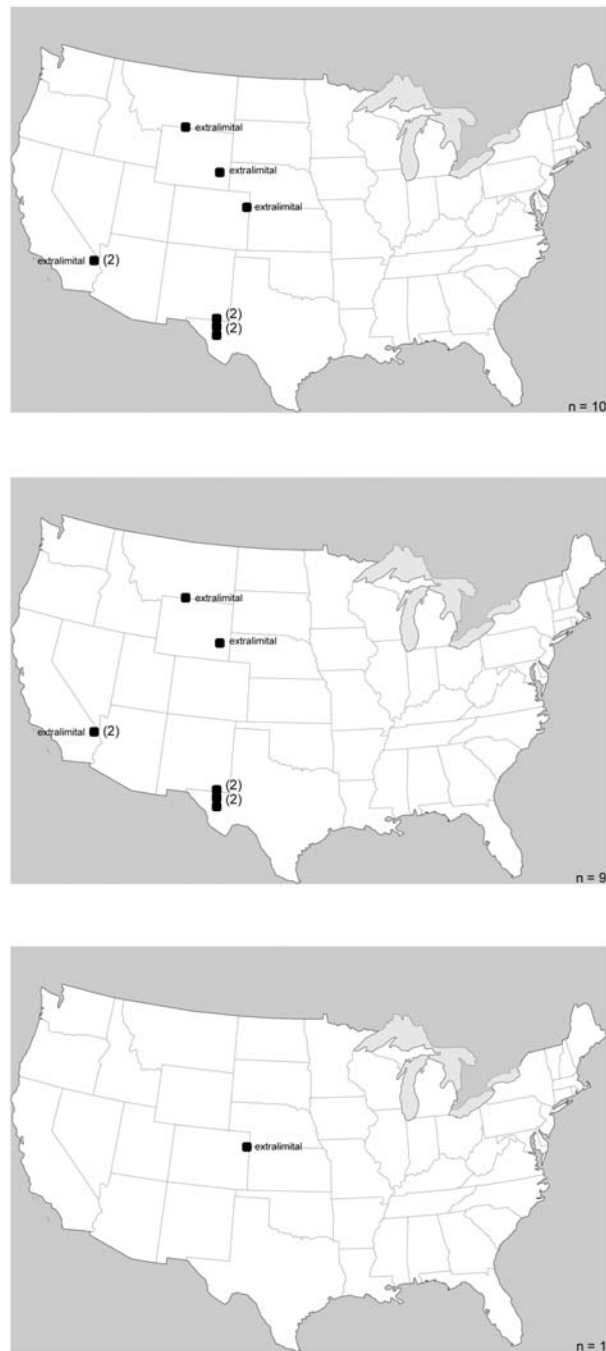 extralimital
extralimital
extralimital
extralimital (2)
(2)
(2)
n = 10
extralimital
extralimital
extralimital (2)
(2)
(2)
n = 9
extralimital
n = 1